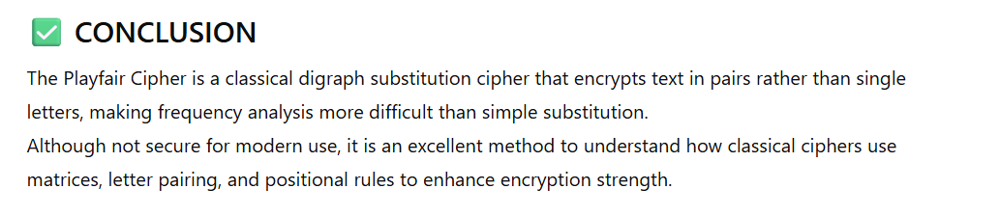 ✅ CONCLUSION
The Playfair Cipher is a classical digraph substitution cipher that encrypts text in pairs rather than single
letters, making frequency analysis more difficult than simple substitution.
Although not secure for modern use, it is an excellent method to understand how classical ciphers use
matrices, letter pairing, and positional rules to enhance encryption strength.